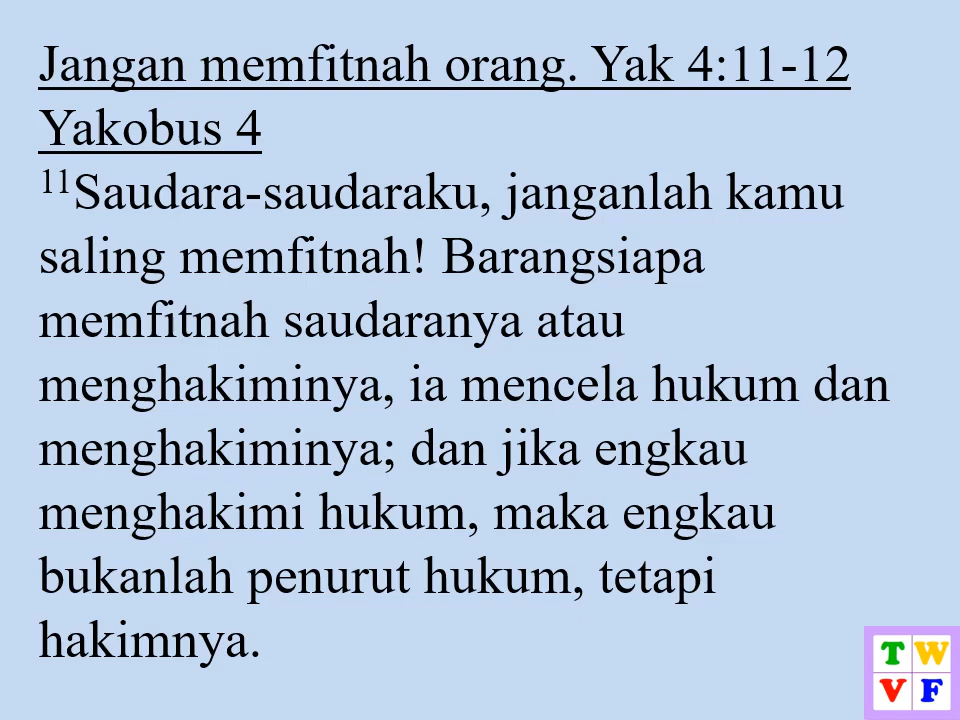 Jangan memfitnah orang. Yak 4:11-12
Yakobus 4
11Saudara-saudaraku, janganlah kamu
saling memfitnah! Barangsiapa
memfitnah saudaranya atau
menghakiminya, ia mencela hukum dan
menghakiminya; dan jika engkau
menghakimi hukum, maka engkau
bukanlah penurut hukum, tetapi
hakimnya.
T W
V F